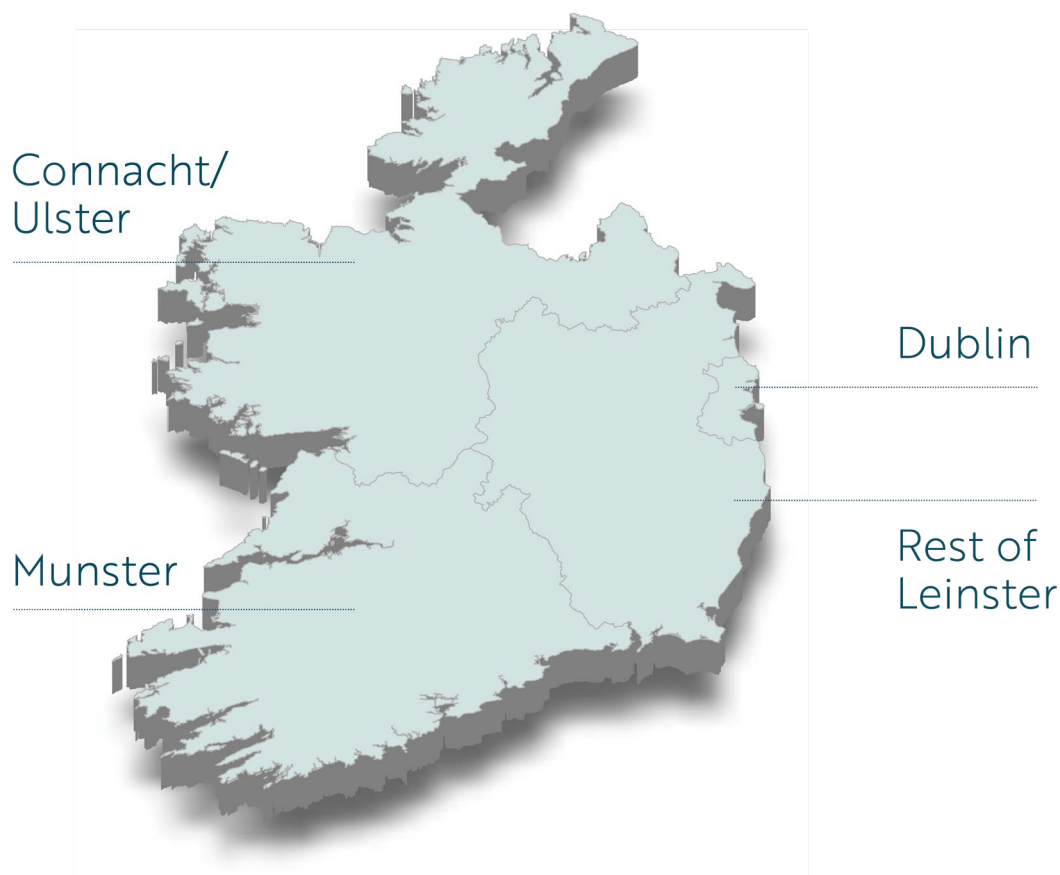 Connacht/
Ulster
Dublin
Munster
Rest of
Leinster